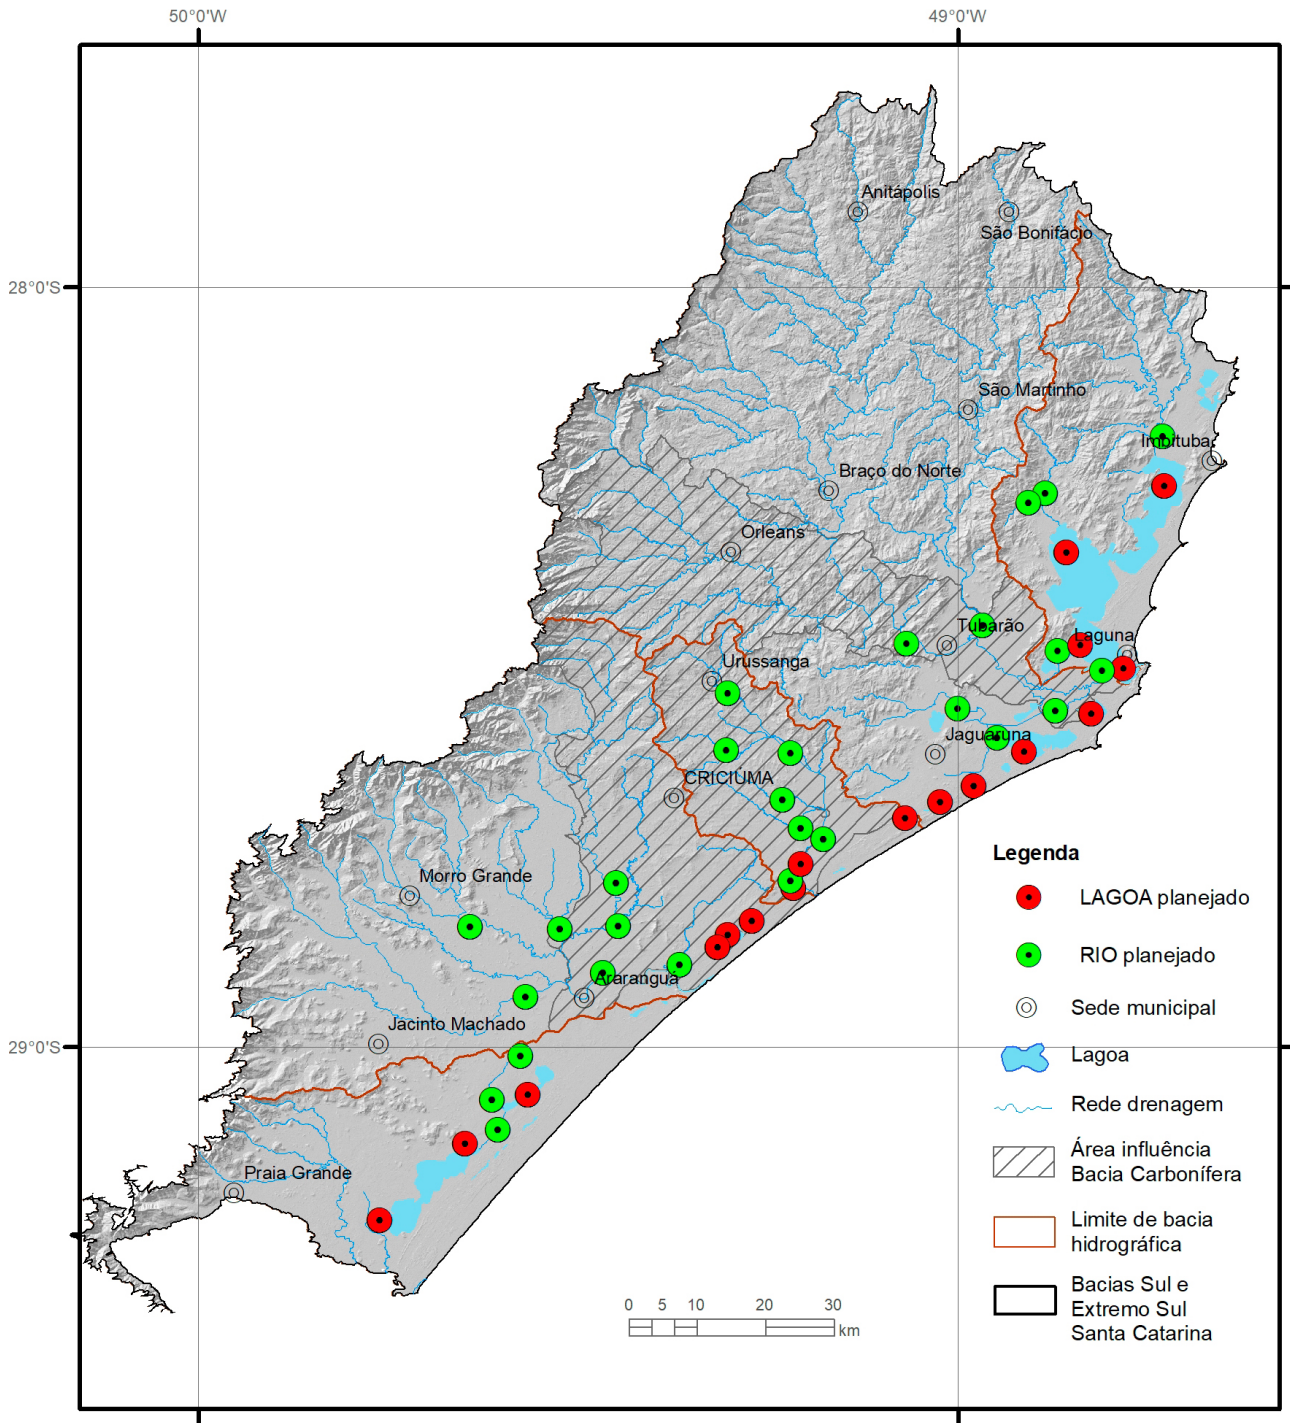 50°0'W
49°0'W
Anitápolis
São Bonifácio
28°0'S
São Martinho
Imbituba
Braço do Norte
Orleans
Tubarão
Laguna
Urussanga
Jaguaruna
CRICIÚMA
Legenda
Morro Grande
LAGOA planejado
RIO planejado
Araranguá
Sede municipal
Jacinto Machado
29°0'S
Lagoa
Rede drenagem
Área influência
Bacia Carbonífera
Praia Grande
Limite de bacia
hidrográfica
Bacias Sul e
Extremo Sul
Santa Catarina
0 5 10 20 30
km